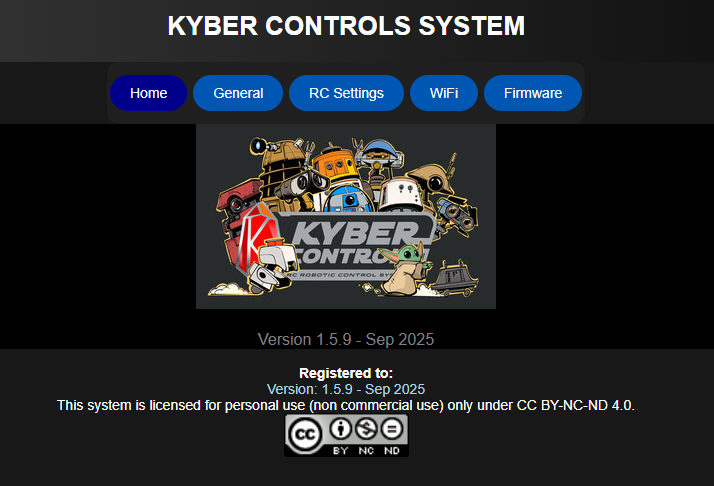 KYBER CONTROLS SYSTEM
Home General RC Settings WiFi Firmware
KYBER
CONTROLS
RC ROBOTIC CONTROL SYS
Version 1.5.9 - Sep 2025
Registered to:
Version: 1.5.9 - Sep 2025
This system is licensed for personal use (non commercial use) only under CC BY-NC-ND 4.0.
cc
BY NC ND